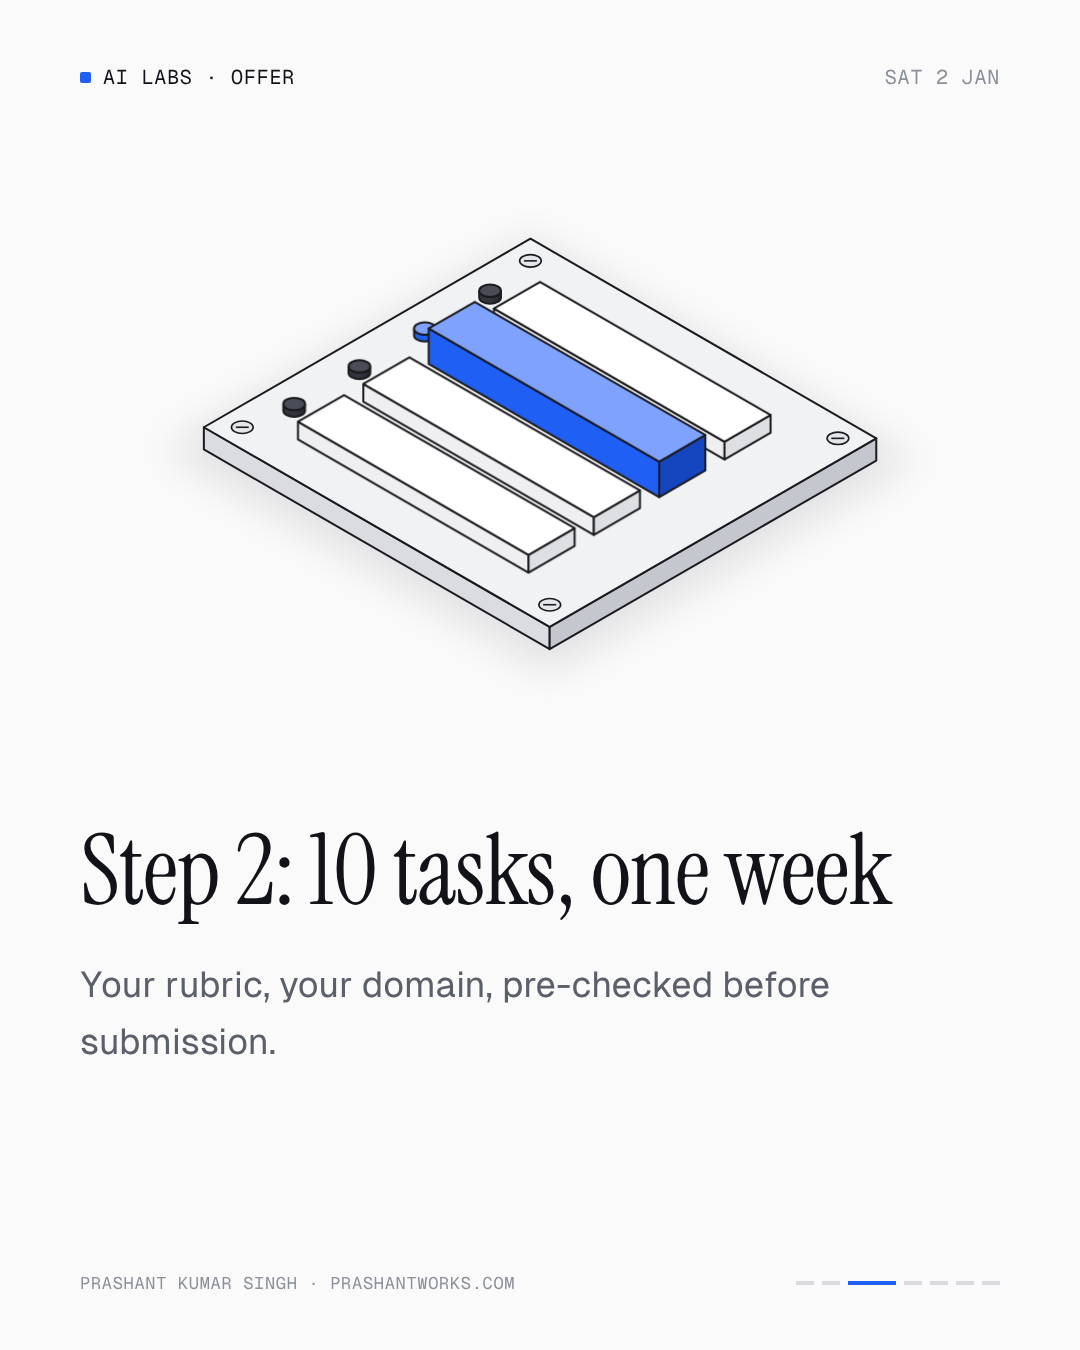 AI LABS · OFFER
SAT 2 JAN
Step 2: 10 tasks, one week
Your rubric, your domain, pre-checked before
submission.
PRASHANT KUMAR SINGH · PRASHANTWORKS.COM